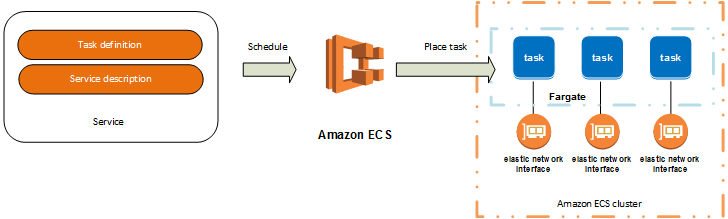 Task definition
Service description
Service
Schedule
Amazon ECS
Place task
task
task
task
Fargate
elastic network
interface
elastic network
interface
elastic network
interface
Amazon ECS cluster